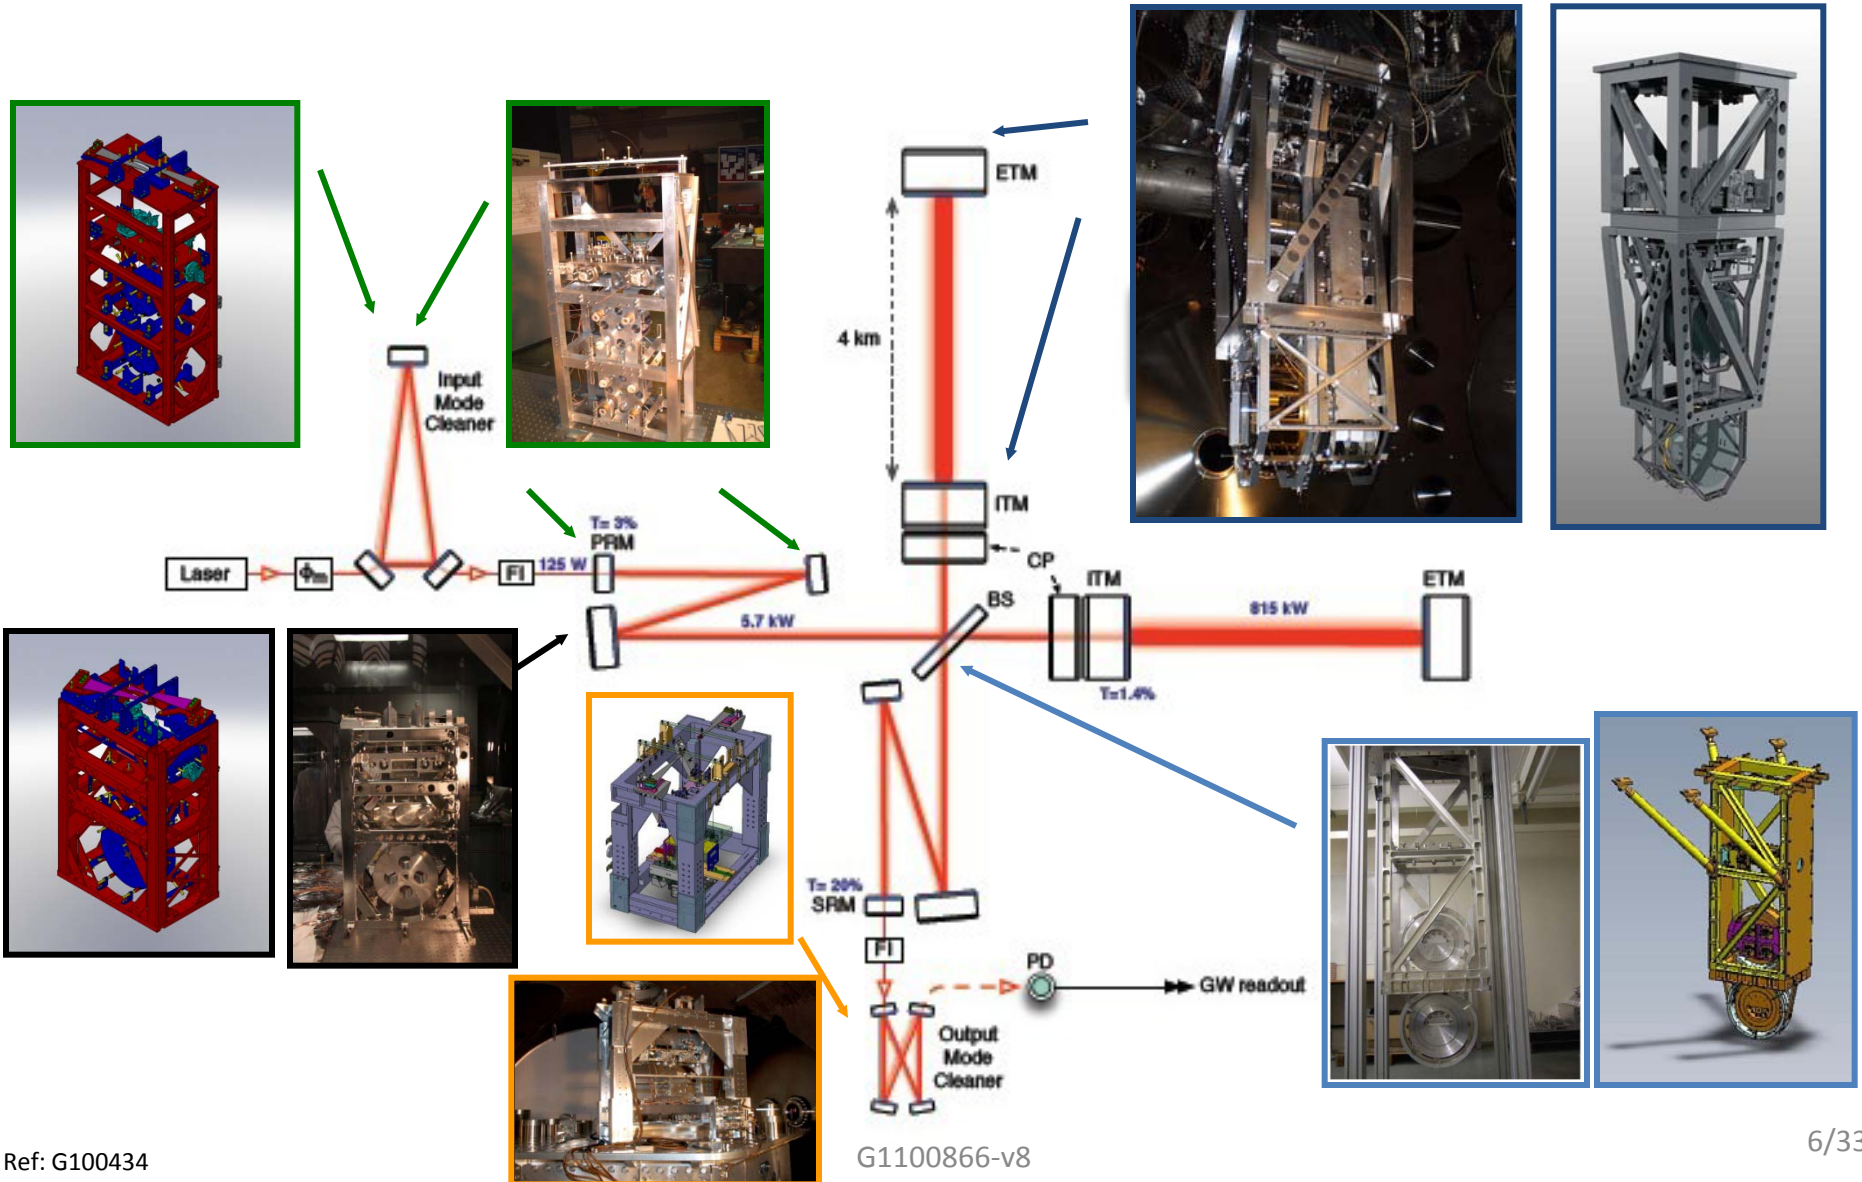 ETM
4 km
Input
Mode
Cleaner
ITM
T= 3%
PRM
Laser
Φm
FI
125 W
CP
ITM
ETM
BS
5.7 kW
815 kW
T=1.4%
T= 20%
SRM
FI
PD
GW readout
Output
Mode
Cleaner
Ref: G100434
G1100866-v8
6/33